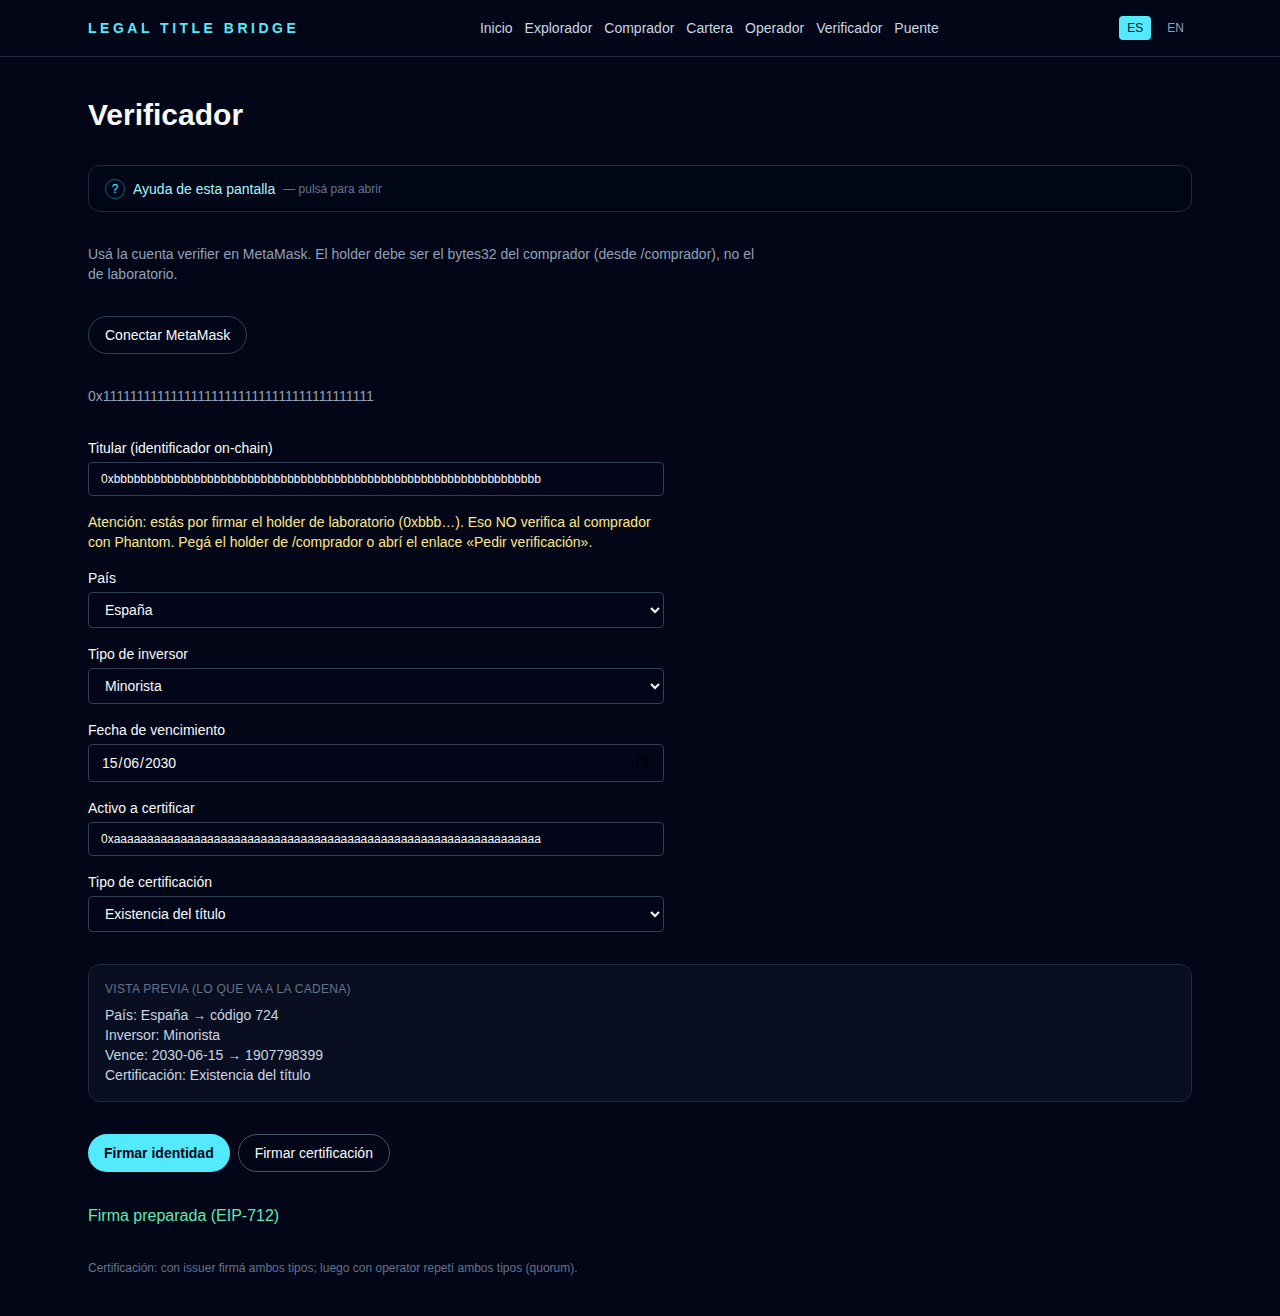 LEGAL TITLE BRIDGE
Inicio Explorador Comprador Cartera Operador Verificador Puente
ES EN
Verificador
? Ayuda de esta pantalla — pulsá para abrir
Usá la cuenta verifier en MetaMask. El holder debe ser el bytes32 del comprador (desde /comprador), no el
de laboratorio.
Conectar MetaMask
0x1111111111111111111111111111111111111111
Titular (identificador on-chain)
0xbbbbbbbbbbbbbbbbbbbbbbbbbbbbbbbbbbbbbbbbbbbbbbbbbbbbbbbbbbbbbbbb
Atención: estás por firmar el holder de laboratorio (0xbbb…). Eso NO verifica al comprador
con Phantom. Pegá el holder de /comprador o abrí el enlace «Pedir verificación».
País
España
Tipo de inversor
Minorista
Fecha de vencimiento
15/06/2030
Activo a certificar
0xaaaaaaaaaaaaaaaaaaaaaaaaaaaaaaaaaaaaaaaaaaaaaaaaaaaaaaaaaaaaaaaa
Tipo de certificación
Existencia del título
VISTA PREVIA (LO QUE VA A LA CADENA)
País: España → código 724
Inversor: Minorista
Vence: 2030-06-15 → 1907798399
Certificación: Existencia del título
Firmar identidad Firmar certificación
Firma preparada (EIP-712)
Certificación: con issuer firmá ambos tipos; luego con operator repetí ambos tipos (quorum).